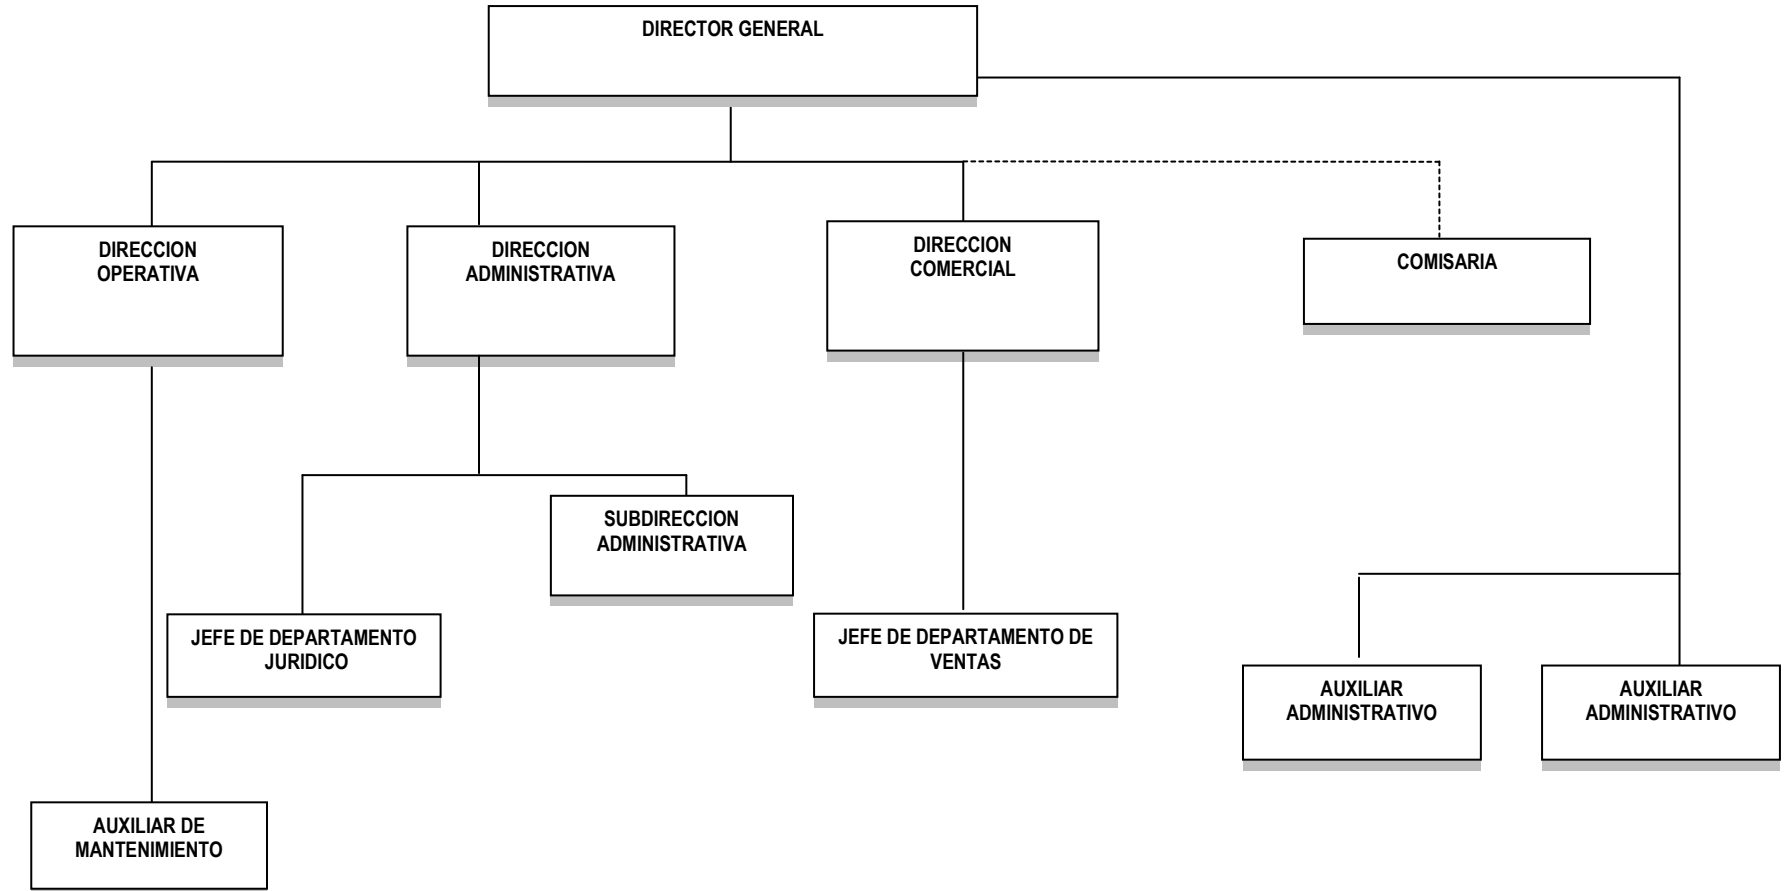 DIRECTOR GENERAL
DIRECCION
OPERATIVA
DIRECCION
ADMINISTRATIVA
DIRECCION
COMERCIAL
COMISARIA
SUBDIRECCION
ADMINISTRATIVA
JEFE DE DEPARTAMENTO
JURIDICO
JEFE DE DEPARTAMENTO DE
VENTAS
AUXILIAR
ADMINISTRATIVO
AUXILIAR
ADMINISTRATIVO
AUXILIAR DE
MANTENIMIENTO